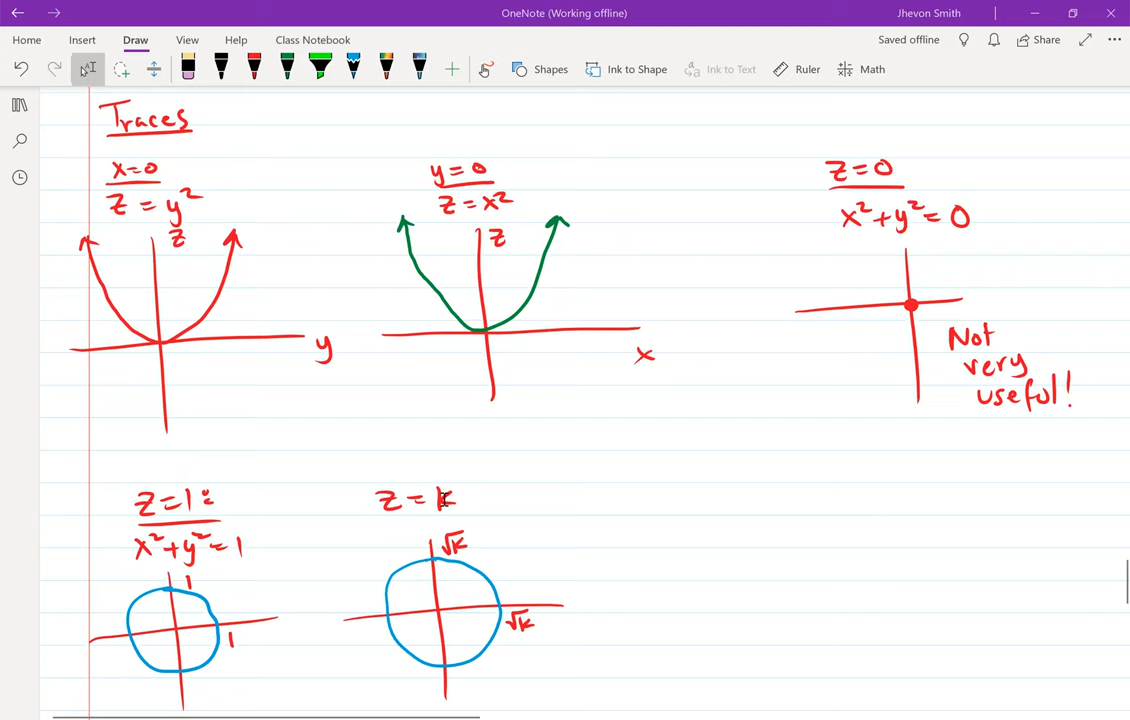 OneNote (Working offline)
Jhevon Smith
Home Insert Draw View Help Class Notebook
Saved offline
Share
Shapes
Ink to Shape
Ink to Text
Ruler
Math
Traces
x=0
z = y²
z
y
y=0
z = x²
z
x
z=0
x²+y²=0
Not
very
useful!
z=1:
x²+y²=1
1
1
z=k
√k
√k